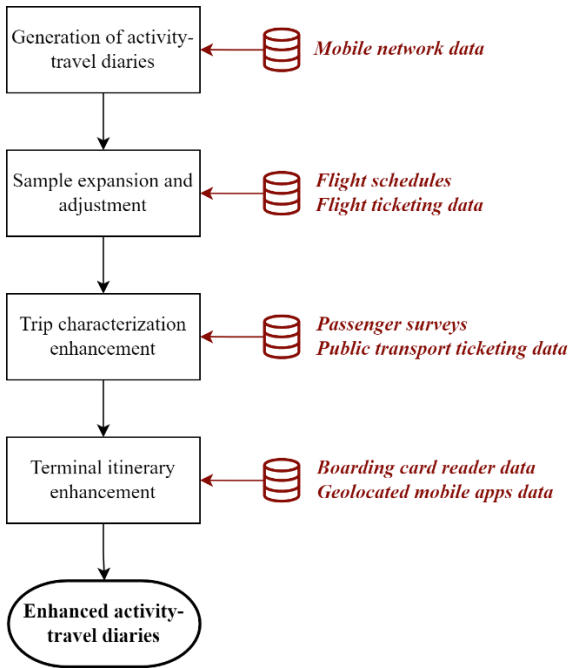 Generation of activity-
travel diaries
Mobile network data
Sample expansion and
adjustment
Flight schedules
Flight ticketing data
Trip characterization
enhancement
Passenger surveys
Public transport ticketing data
Terminal itinerary
enhancement
Boarding card reader data
Geolocated mobile apps data
Enhanced activity-
travel diaries